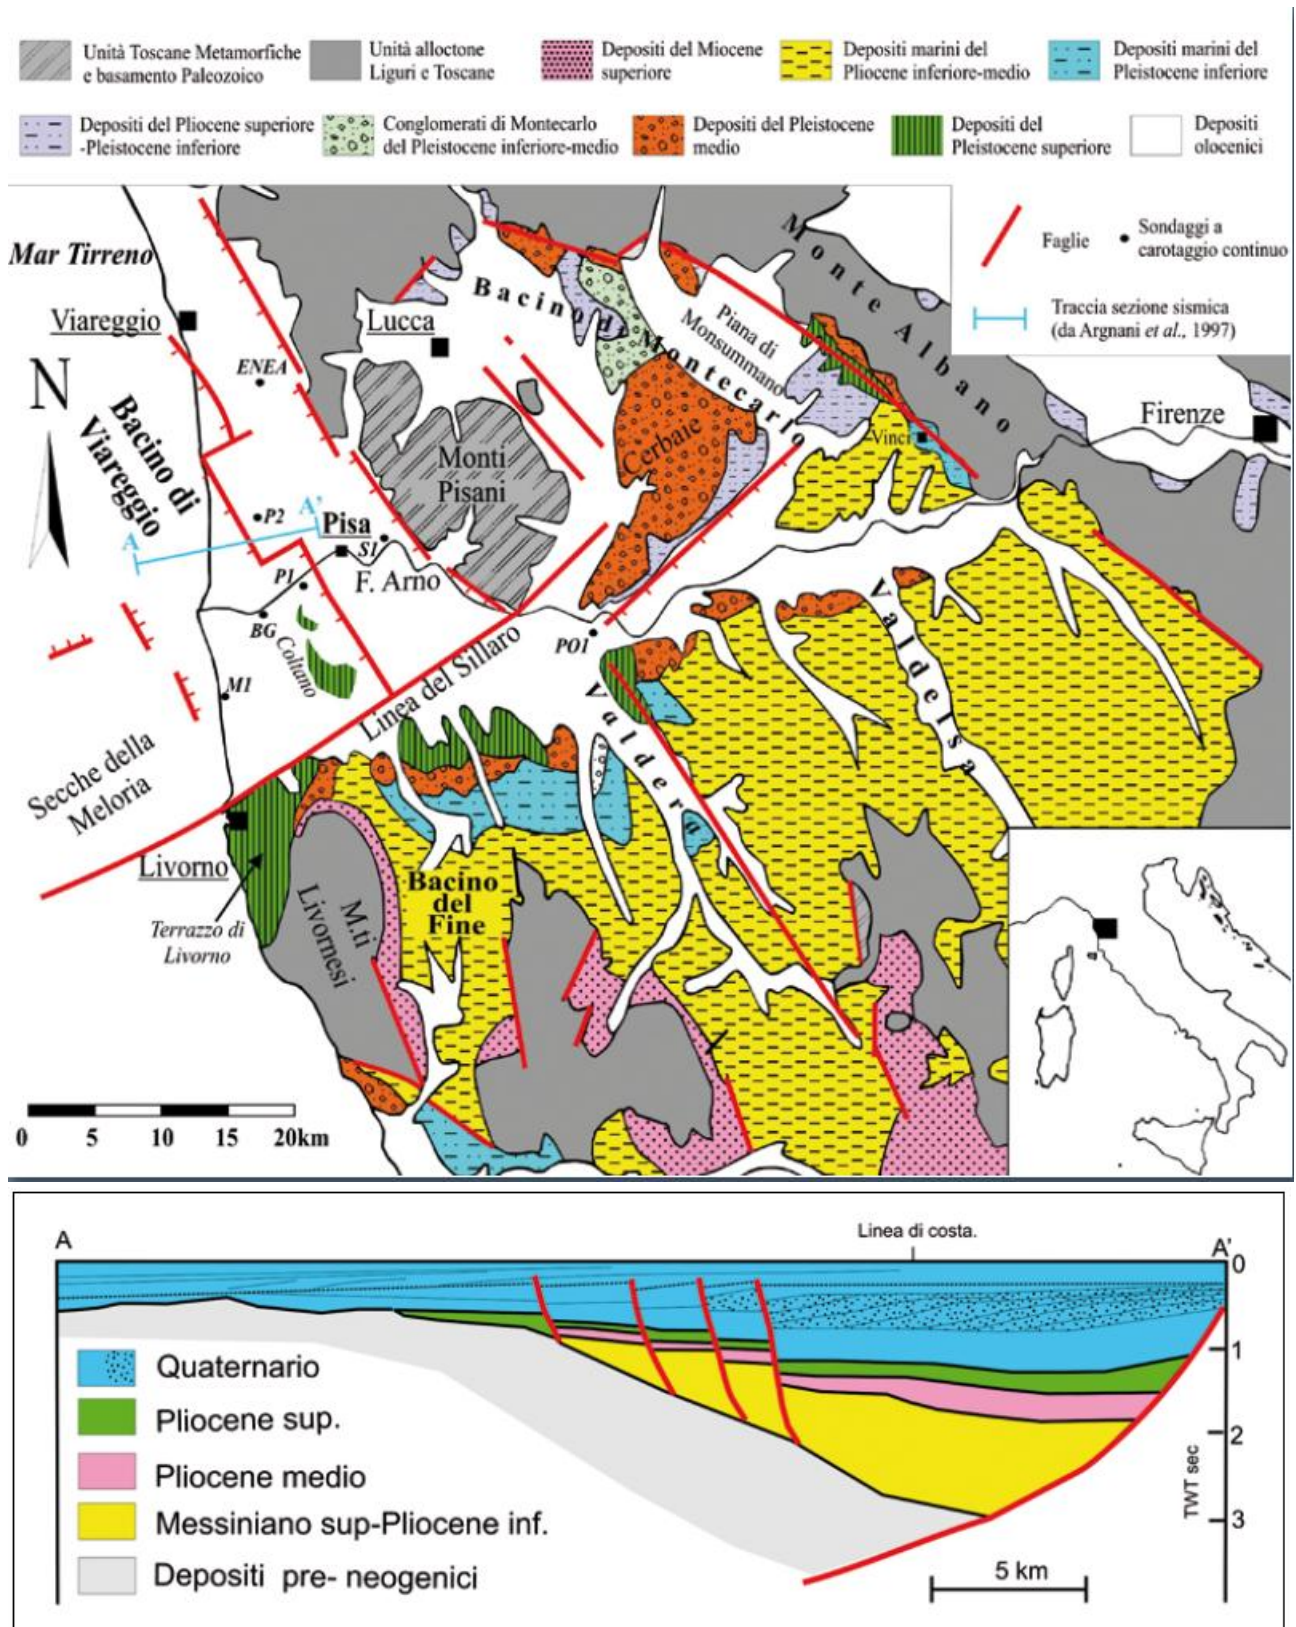 Unità Toscane Metamorfiche
e basamento Paleozoico
Unità alloctone
Liguri e Toscane
Depositi del Miocene
superiore
Depositi marini del
Pliocene inferiore-medio
Depositi marini del
Pleistocene inferiore
Depositi del Pliocene superiore
-Pleistocene inferiore
Conglomerati di Montecarlo
del Pleistocene inferiore-medio
Depositi del Pleistocene
medio
Depositi del
Pleistocene superiore
Depositi
olocenici
Faglie
Sondaggi a
carotaggio continuo
Traccia sezione sismica
(da Argnani et al., 1997)
Mar Tirreno
Viareggio
Lucca
Bacino di Montecarlo
Piana di
Monsummano
Monte Albano
Firenze
N
ENEA
Bacino di
Viareggio
Monti
Pisani
Cerbaie
Vinci
A
A'
P2
Pisa
S1
P1
F. Arno
BG
Coltano
M1
PO1
Linea del Sillaro
Valdera
Valdelsa
Secche della
Meloria
Livorno
Terrazzo di
Livorno
M.ti
Livornesi
Bacino
del
Fine
0 5 10 15 20km
A
Linea di costa.
A'
0
1
2
3
TWT sec
Quaternario
Pliocene sup.
Pliocene medio
Messiniano sup-Pliocene inf.
Depositi pre- neogenici
5 km